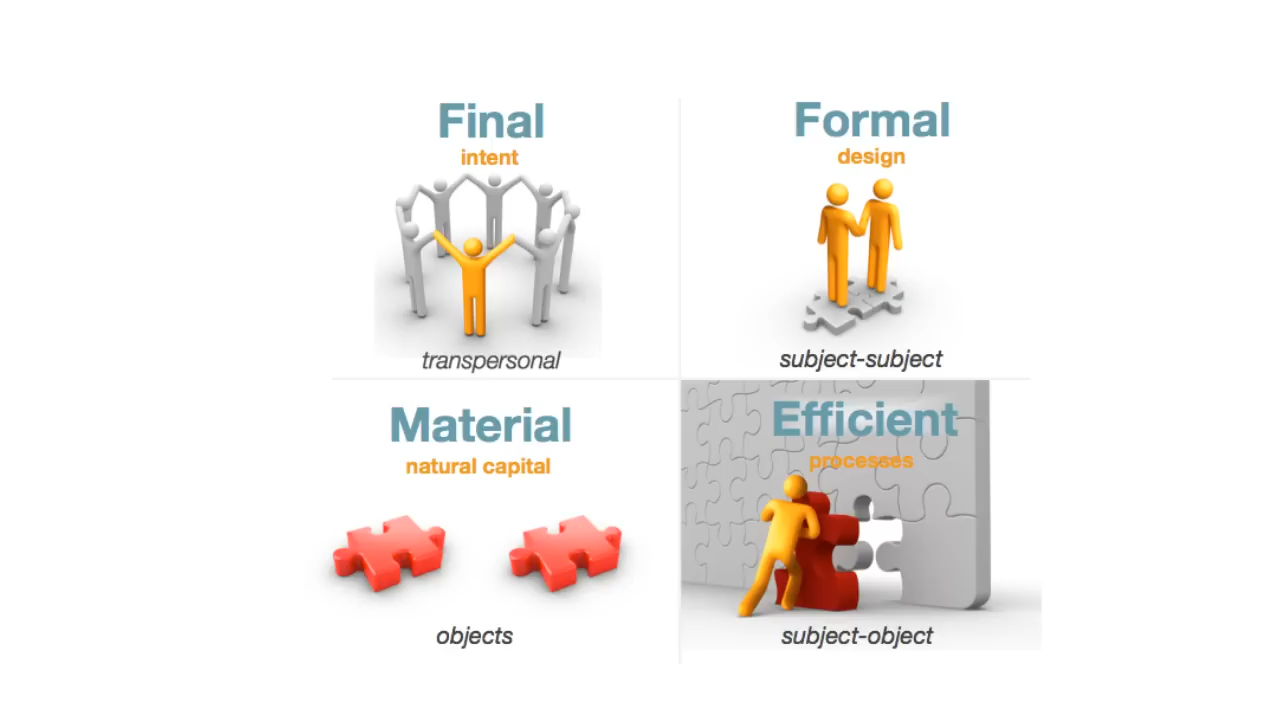 Final
intent
transpersonal
Formal
design
subject-subject
Material
natural capital
objects
Efficient
processes
subject-object